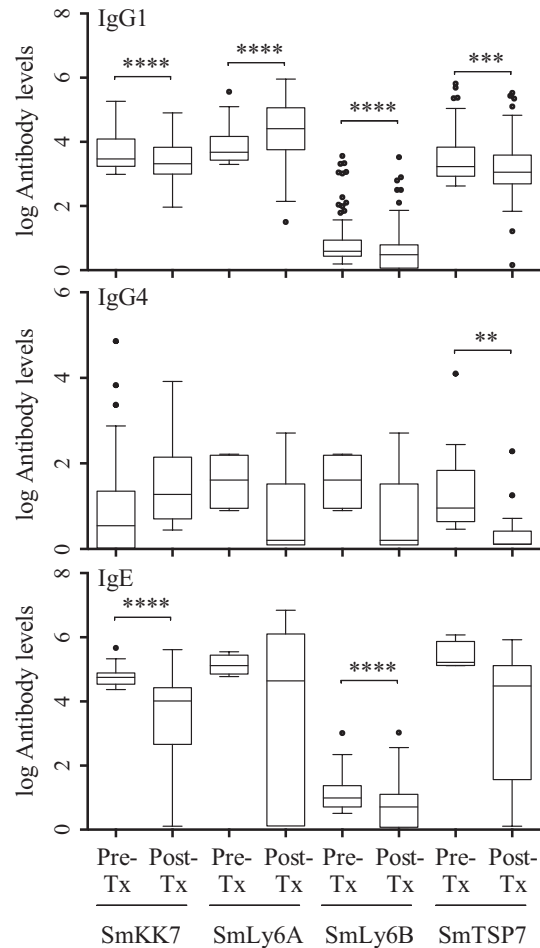 IgG1
8
6
4
2
0
log Antibody levels
****
****
****
***
IgG4
6
4
2
0
log Antibody levels
**
IgE
8
6
4
2
0
log Antibody levels
****
****
Pre- Post- Pre- Post- Pre- Post- Pre- Post-
Tx Tx Tx Tx Tx Tx Tx Tx
SmKK7 SmLy6A SmLy6B SmTSP7